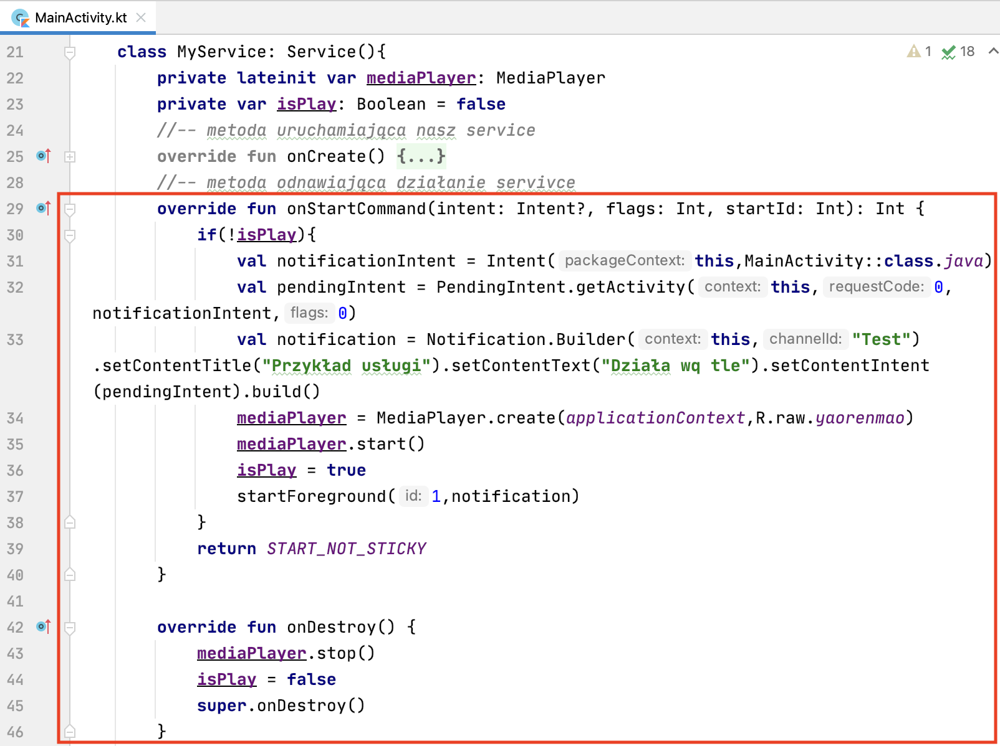 MainActivity.kt
21 class MyService: Service(){
1 18
22 private lateinit var mediaPlayer: MediaPlayer
23 private var isPlay: Boolean = false
24 //-- metoda uruchamiająca nasz service
25 override fun onCreate() {...}
28 //-- metoda odnawiająca działanie servivce
29 override fun onStartCommand(intent: Intent?, flags: Int, startId: Int): Int {
30 if(!isPlay){
31 val notificationIntent = Intent( packageContext: this,MainActivity::class.java)
32 val pendingIntent = PendingIntent.getActivity( context: this, requestCode: 0,
notificationIntent, flags: 0)
33 val notification = Notification.Builder( context: this, channelId: "Test")
.setContentTitle("Przykład usługi").setContentText("Działa wq tle").setContentIntent
(pendingIntent).build()
34 mediaPlayer = MediaPlayer.create(applicationContext,R.raw.yaorenmao)
35 mediaPlayer.start()
36 isPlay = true
37 startForeground( id: 1,notification)
38 }
39 return START_NOT_STICKY
40 }
41
42 override fun onDestroy() {
43 mediaPlayer.stop()
44 isPlay = false
45 super.onDestroy()
46 }